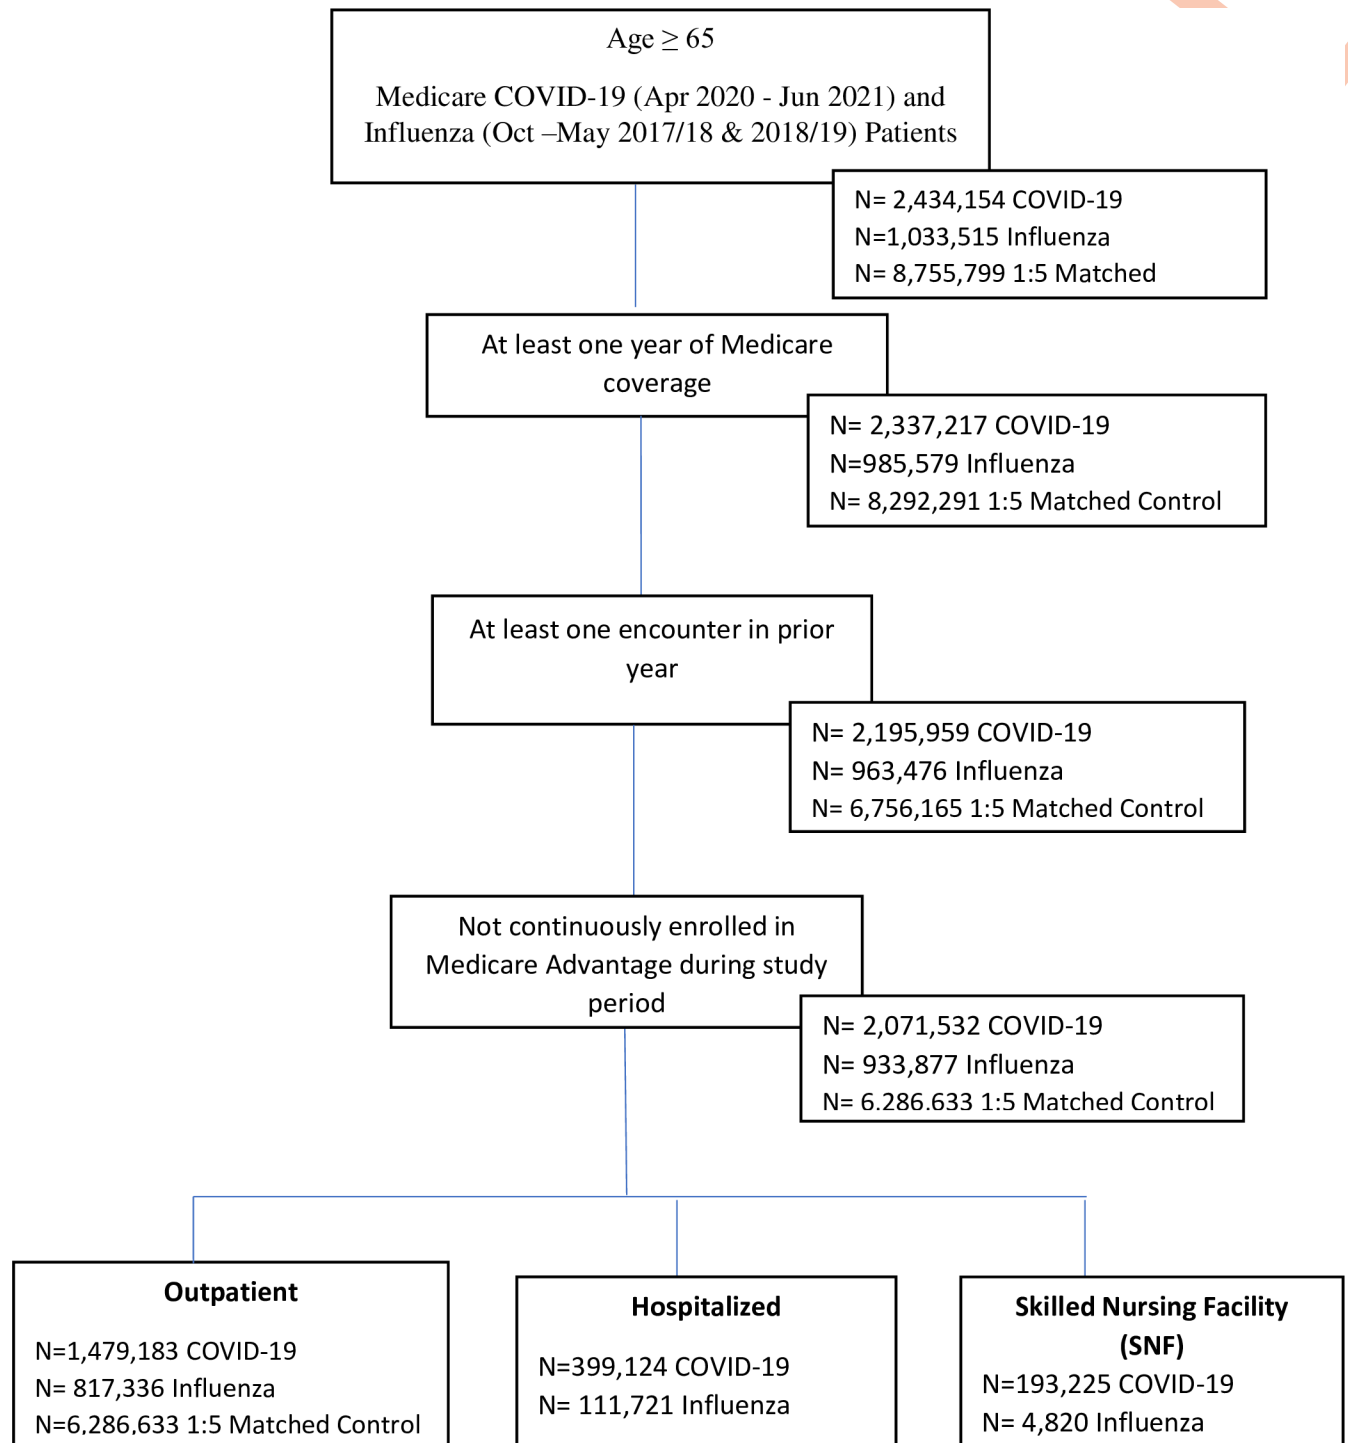 Age ≥ 65
Medicare COVID-19 (Apr 2020 - Jun 2021) and
Influenza (Oct –May 2017/18 & 2018/19) Patients
N= 2,434,154 COVID-19
N=1,033,515 Influenza
N= 8,755,799 1:5 Matched
At least one year of Medicare
coverage
N= 2,337,217 COVID-19
N=985,579 Influenza
N= 8,292,291 1:5 Matched Control
At least one encounter in prior
year
N= 2,195,959 COVID-19
N= 963,476 Influenza
N= 6,756,165 1:5 Matched Control
Not continuously enrolled in
Medicare Advantage during study
period
N= 2,071,532 COVID-19
N= 933,877 Influenza
N= 6,286,633 1:5 Matched Control
Outpatient
N=1,479,183 COVID-19
N= 817,336 Influenza
N=6,286,633 1:5 Matched Control
Hospitalized
N=399,124 COVID-19
N= 111,721 Influenza
Skilled Nursing Facility
(SNF)
N=193,225 COVID-19
N= 4,820 Influenza